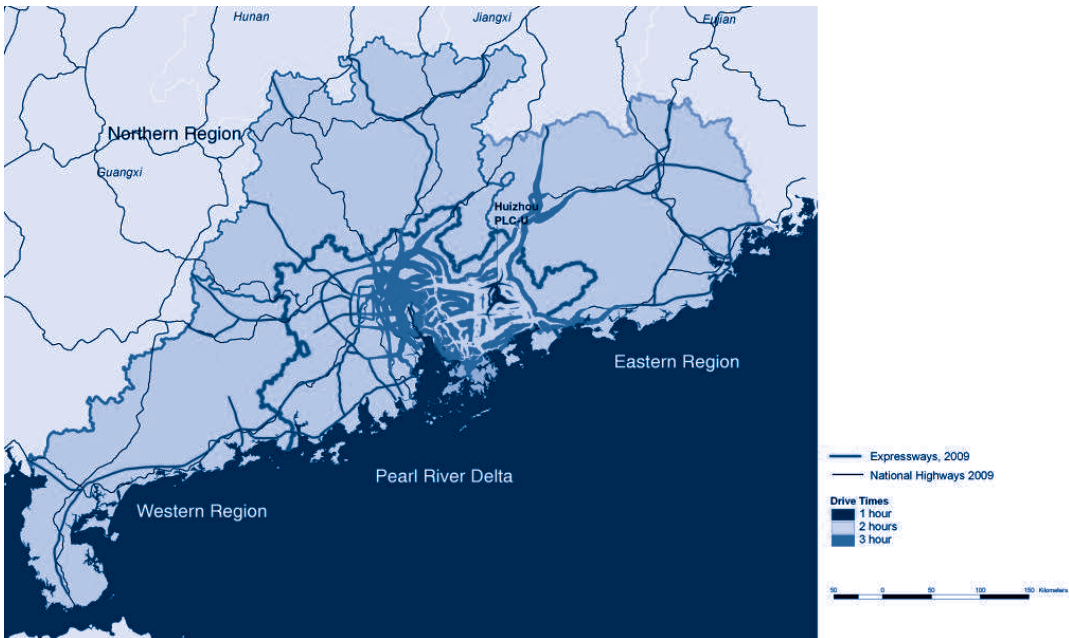 Hunan
Jiangxi
Fujian
Northern Region
Guangxi
Huizhou
PLC-U
Eastern Region
Pearl River Delta
Western Region
Expressways, 2009
National Highways 2009
Drive Times
1 hour
2 hours
3 hour
50 0 50 100 150 Kilometers